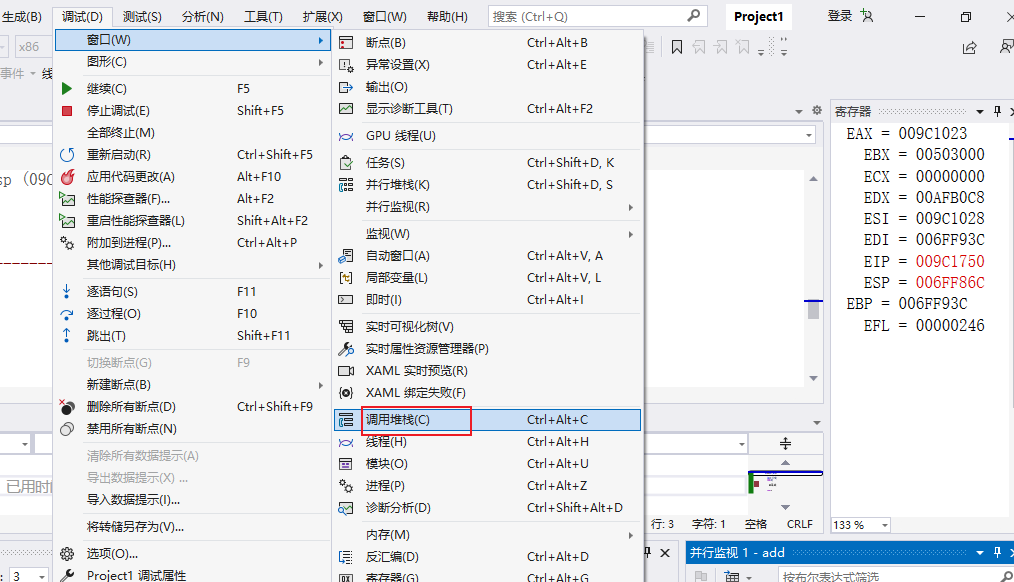 生成(B) 调试(D) 测试(S) 分析(N) 工具(T) 扩展(X) 窗口(W) 帮助(H) 搜索 (Ctrl+Q) Project1 登录
x86
事件 线
窗口(W)
图形(C)
继续(C) F5
停止调试(E) Shift+F5
全部终止(M)
重新启动(R) Ctrl+Shift+F5
应用代码更改(A) Alt+F10
性能探查器(F)... Alt+F2
重启性能探查器(L) Shift+Alt+F2
附加到进程(P)... Ctrl+Alt+P
其他调试目标(H)
逐语句(S) F11
逐过程(O) F10
跳出(T) Shift+F11
切换断点(G) F9
新建断点(B)
删除所有断点(D) Ctrl+Shift+F9
禁用所有断点(N)
清除所有数据提示(A)
导出数据提示(X) ...
导入数据提示(I)...
将转储另存为(V)...
选项(O)...
Project1 调试属性
断点(B) Ctrl+Alt+B
异常设置(X) Ctrl+Alt+E
输出(O)
显示诊断工具(T) Ctrl+Alt+F2
GPU 线程(U)
任务(S) Ctrl+Shift+D, K
并行堆栈(K) Ctrl+Shift+D, S
并行监视(R)
监视(W)
自动窗口(A) Ctrl+Alt+V, A
局部变量(L) Ctrl+Alt+V, L
即时(I) Ctrl+Alt+I
实时可视化树(V)
实时属性资源管理器(P)
XAML 实时预览(R)
XAML 绑定失败(F)
调用堆栈(C) Ctrl+Alt+C
线程(H) Ctrl+Alt+H
模块(O) Ctrl+Alt+U
进程(P) Ctrl+Alt+Z
诊断分析(D) Ctrl+Shift+Alt+D
内存(M)
反汇编(D) Ctrl+Alt+D
寄存器(G) Ctrl+Alt+G
sp (09C
已用时
3
寄存器
EAX = 009C1023
EBX = 00503000
ECX = 00000000
EDX = 00AFB0C8
ESI = 009C1028
EDI = 006FF93C
EIP = 009C1750
ESP = 006FF86C
EBP = 006FF93C
EFL = 00000246
行: 3 字符: 1 空格 CRLF
133 %
并行监视 1 - add
按布尔表达式筛选